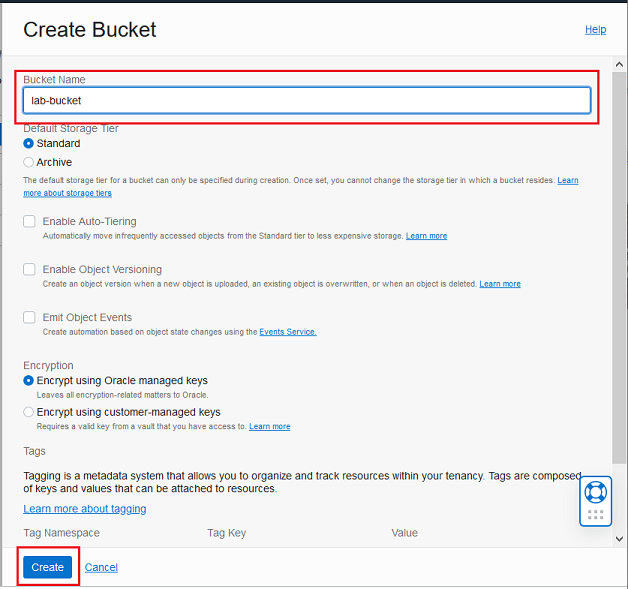 Create Bucket
Help
Bucket Name
lab-bucket
Default Storage Tier
Standard
Archive
The default storage tier for a bucket can only be specified during creation. Once set, you cannot change the storage tier in which a bucket resides. Learn
more about storage tiers
Enable Auto-Tiering
Automatically move infrequently accessed objects from the Standard tier to less expensive storage. Learn more
Enable Object Versioning
Create an object version when a new object is uploaded, an existing object is overwritten, or when an object is deleted. Learn more
Emit Object Events
Create automation based on object state changes using the Events Service.
Encryption
Encrypt using Oracle managed keys
Leaves all encryption-related matters to Oracle.
Encrypt using customer-managed keys
Requires a valid key from a vault that you have access to. Learn more
Tags
Tagging is a metadata system that allows you to organize and track resources within your tenancy. Tags are composed
of keys and values that can be attached to resources.
Learn more about tagging
Tag Namespace Tag Key Value
Create Cancel